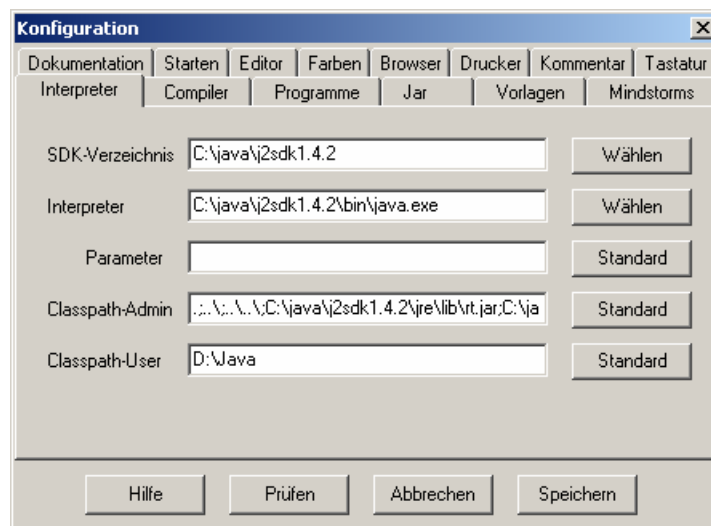 Konfiguration
Dokumentation Starten Editor Farben Browser Drucker Kommentar Tastatur
Interpreter Compiler Programme Jar Vorlagen Mindstorms
SDK-Verzeichnis C:\java\j2sdk1.4.2 Wählen
Interpreter C:\java\j2sdk1.4.2\bin\java.exe Wählen
Parameter Standard
Classpath-Admin .;..\;..\..\;C:\java\j2sdk1.4.2\jre\lib\rt.jar;C:\ja Standard
Classpath-User D:\Java Standard
Hilfe Prüfen Abbrechen Speichern